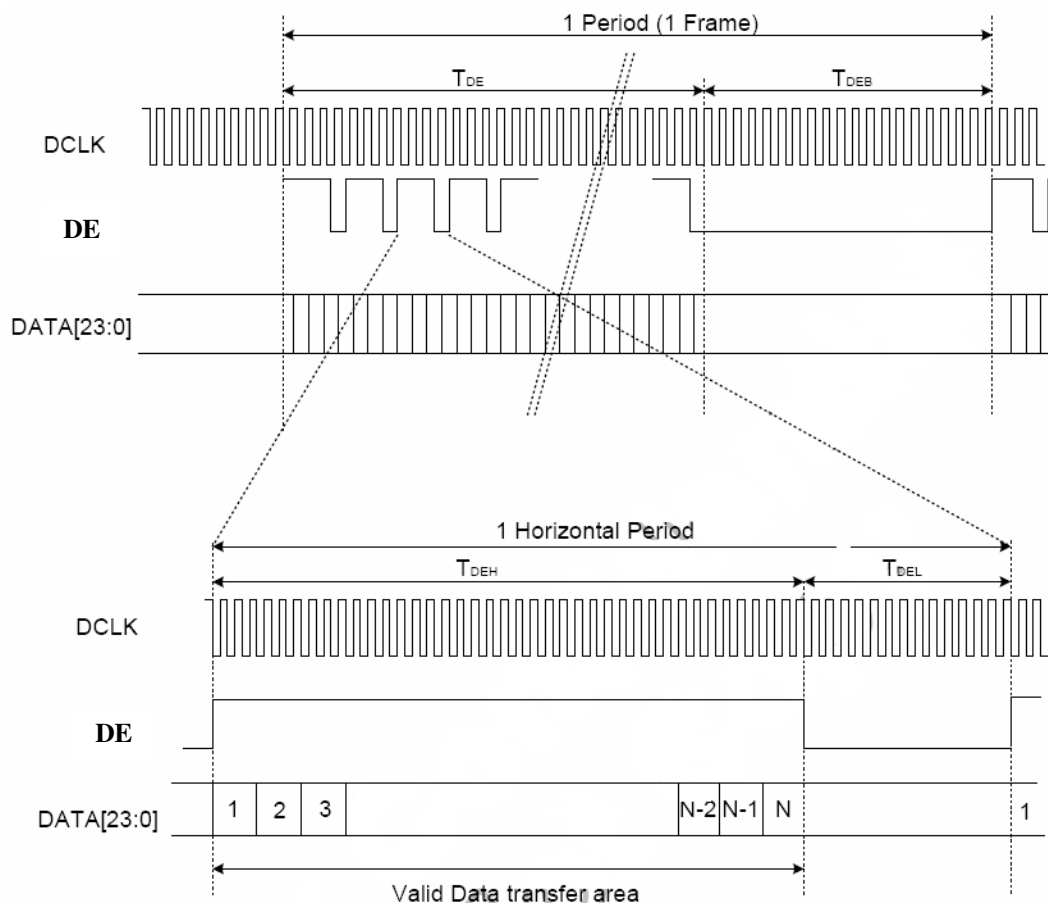 1 Period (1 Frame)
TDE
TDEB
DCLK
DE
DATA[23:0]
1 Horizontal Period
TDEH
TDEL
DCLK
DE
DATA[23:0]
1 2 3 N-2 N-1 N 1
Valid Data transfer area